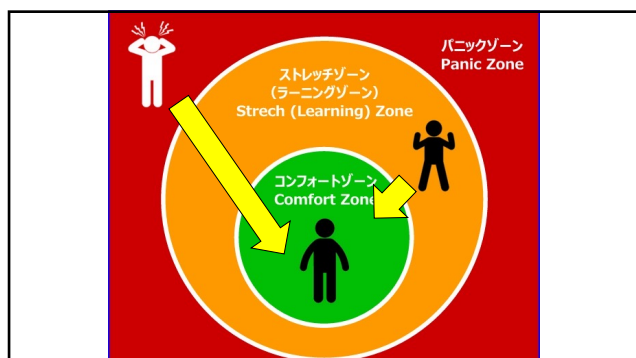 パニックゾーン
Panic Zone
ストレッチゾーン
(ラーニングゾーン)
Strech (Learning) Zone
コンフォートゾーン
Comfort Zone